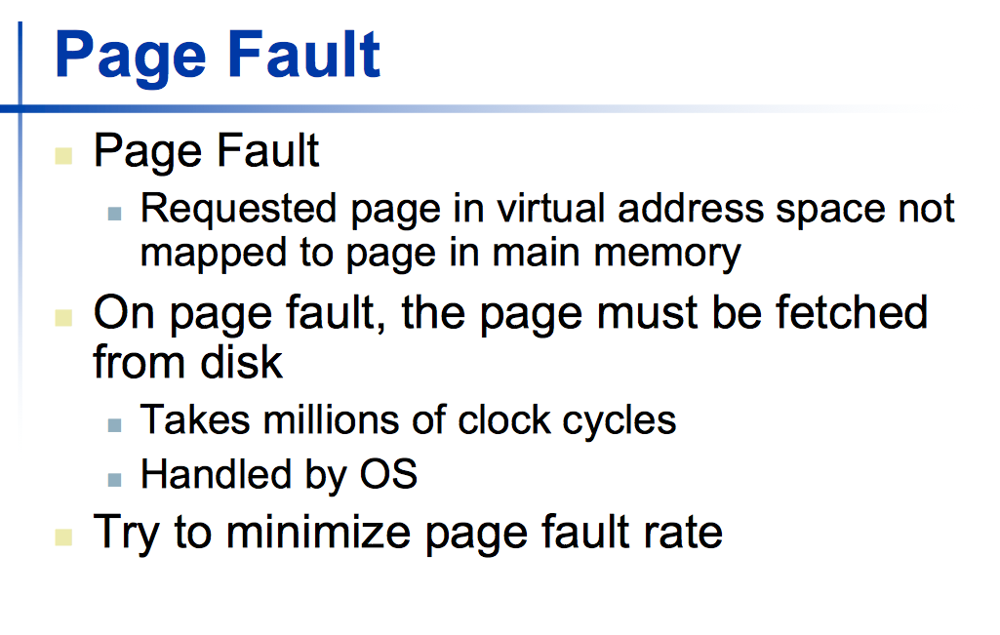 Page Fault
Page Fault
Requested page in virtual address space not
mapped to page in main memory
On page fault, the page must be fetched
from disk
Takes millions of clock cycles
Handled by OS
Try to minimize page fault rate